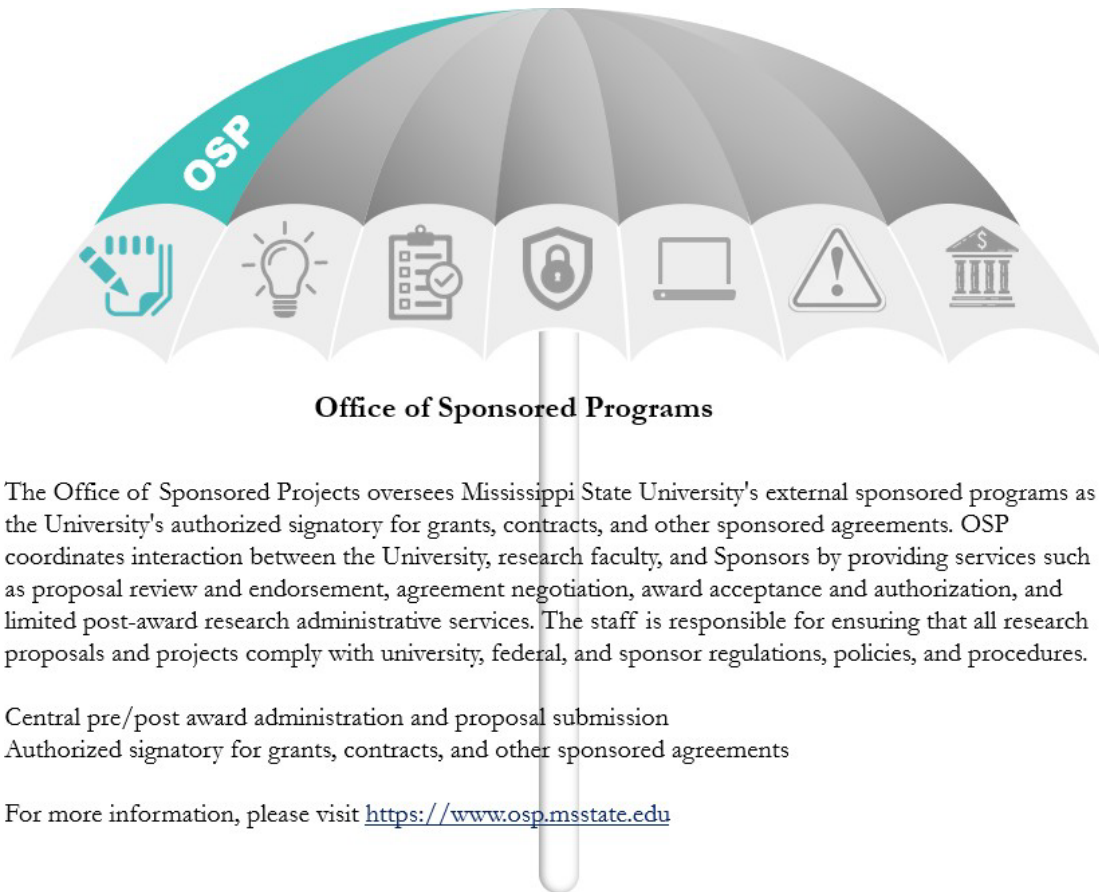 OSP
$
Office of Sponsored Programs
The Office of Sponsored Projects oversees Mississippi State University's external sponsored programs as
the University's authorized signatory for grants, contracts, and other sponsored agreements. OSP
coordinates interaction between the University, research faculty, and Sponsors by providing services such
as proposal review and endorsement, agreement negotiation, award acceptance and authorization, and
limited post-award research administrative services. The staff is responsible for ensuring that all research
proposals and projects comply with university, federal, and sponsor regulations, policies, and procedures.
Central pre/post award administration and proposal submission
Authorized signatory for grants, contracts, and other sponsored agreements
For more information, please visit https://www.osp.msstate.edu